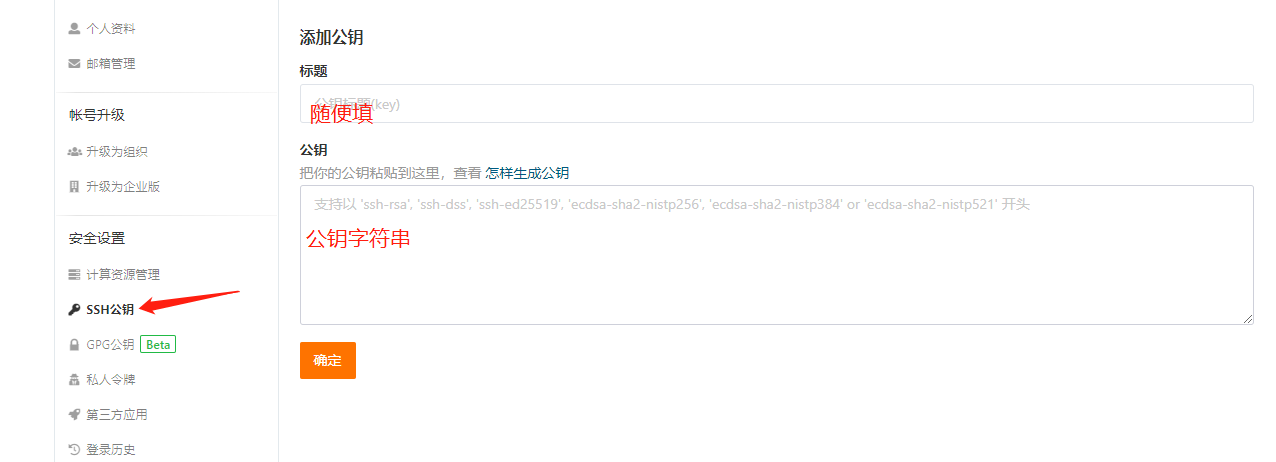 个人资料
邮箱管理
帐号升级
升级为组织
升级为企业版
安全设置
计算资源管理
SSH公钥
GPG公钥 Beta
私人令牌
第三方应用
登录历史
添加公钥
标题
公钥标题(key)
随便填
公钥
把你的公钥粘贴到这里，查看 怎样生成公钥
支持以 'ssh-rsa', 'ssh-dss', 'ssh-ed25519', 'ecdsa-sha2-nistp256', 'ecdsa-sha2-nistp384' or 'ecdsa-sha2-nistp521' 开头
公钥字符串
确定